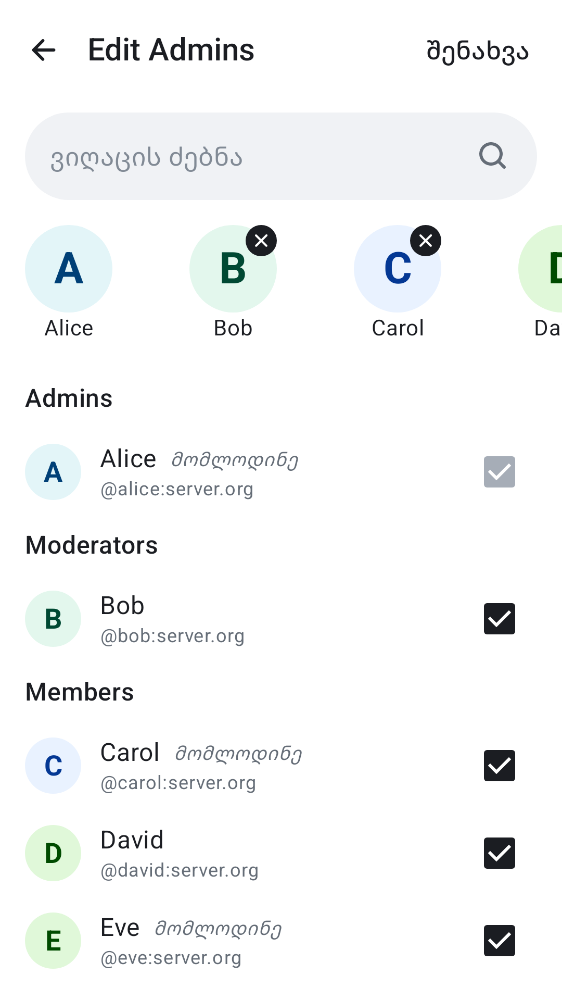 Edit Admins შენახვა
ვიღაცის ძებნა
A B C D
Alice Bob Carol Da
Admins
A Alice მომლოდინე
@alice:server.org
Moderators
B Bob
@bob:server.org
Members
C Carol მომლოდინე
@carol:server.org
D David
@david:server.org
E Eve მომლოდინე
@eve:server.org